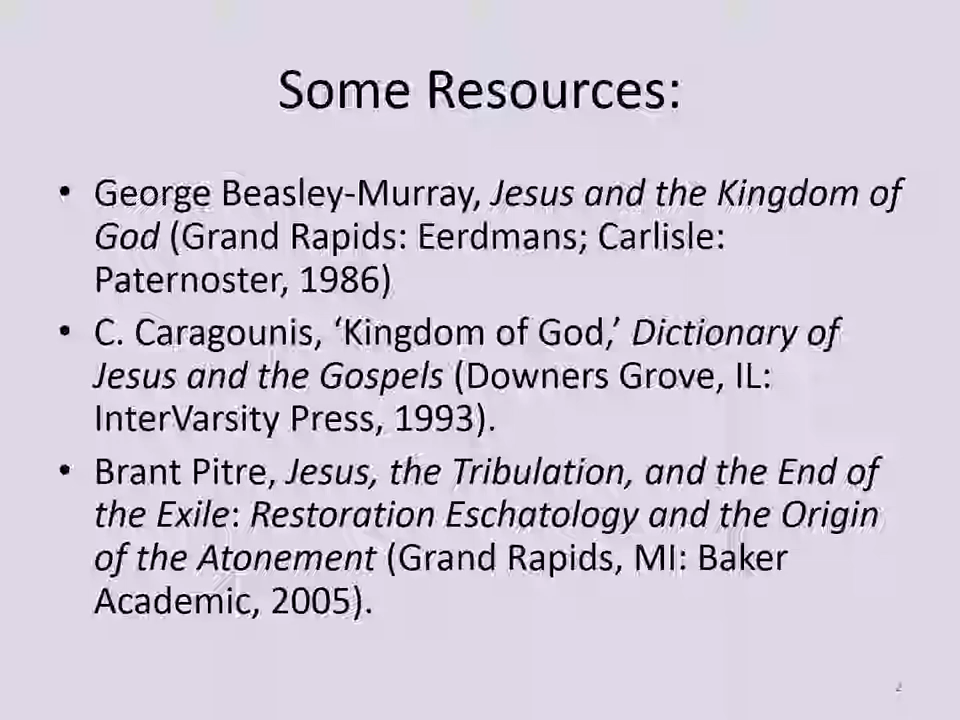 Some Resources:
• George Beasley-Murray, Jesus and the Kingdom of
God (Grand Rapids: Eerdmans; Carlisle:
Paternoster, 1986)
• C. Caragounis, ‘Kingdom of God,’ Dictionary of
Jesus and the Gospels (Downers Grove, IL:
InterVarsity Press, 1993).
• Brant Pitre, Jesus, the Tribulation, and the End of
the Exile: Restoration Eschatology and the Origin
of the Atonement (Grand Rapids, MI: Baker
Academic, 2005).